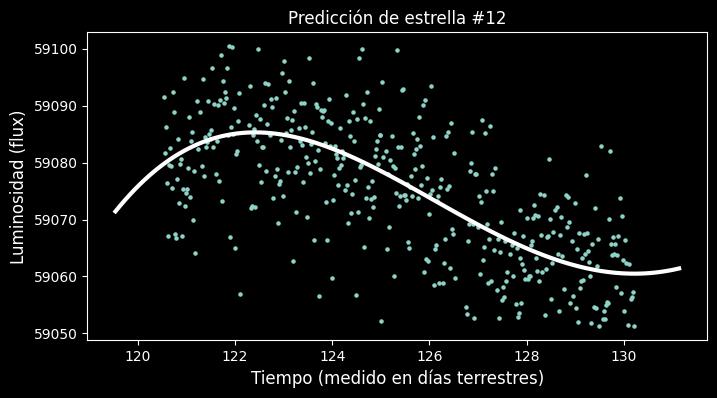 Predicción de estrella #12
59100
59090
59080
59070
59060
59050
Luminosidad (flux)
120 122 124 126 128 130
Tiempo (medido en días terrestres)